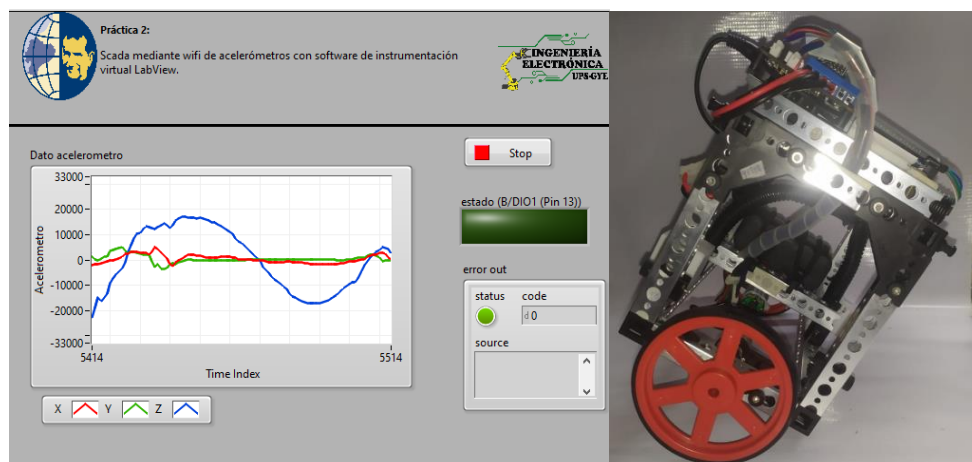 Práctica 2:
Scada mediante wifi de acelerómetros con software de instrumentación
virtual LabView.
INGENIERÍA
ELECTRÓNICA
UPS-GYE
Dato acelerometro
33000
20000
10000
0
-10000
-20000
-33000
Acelerometro
5414
5514
Time Index
X Y Z
Stop
estado (B/DIO1 (Pin 13))
error out
status code
d 0
source